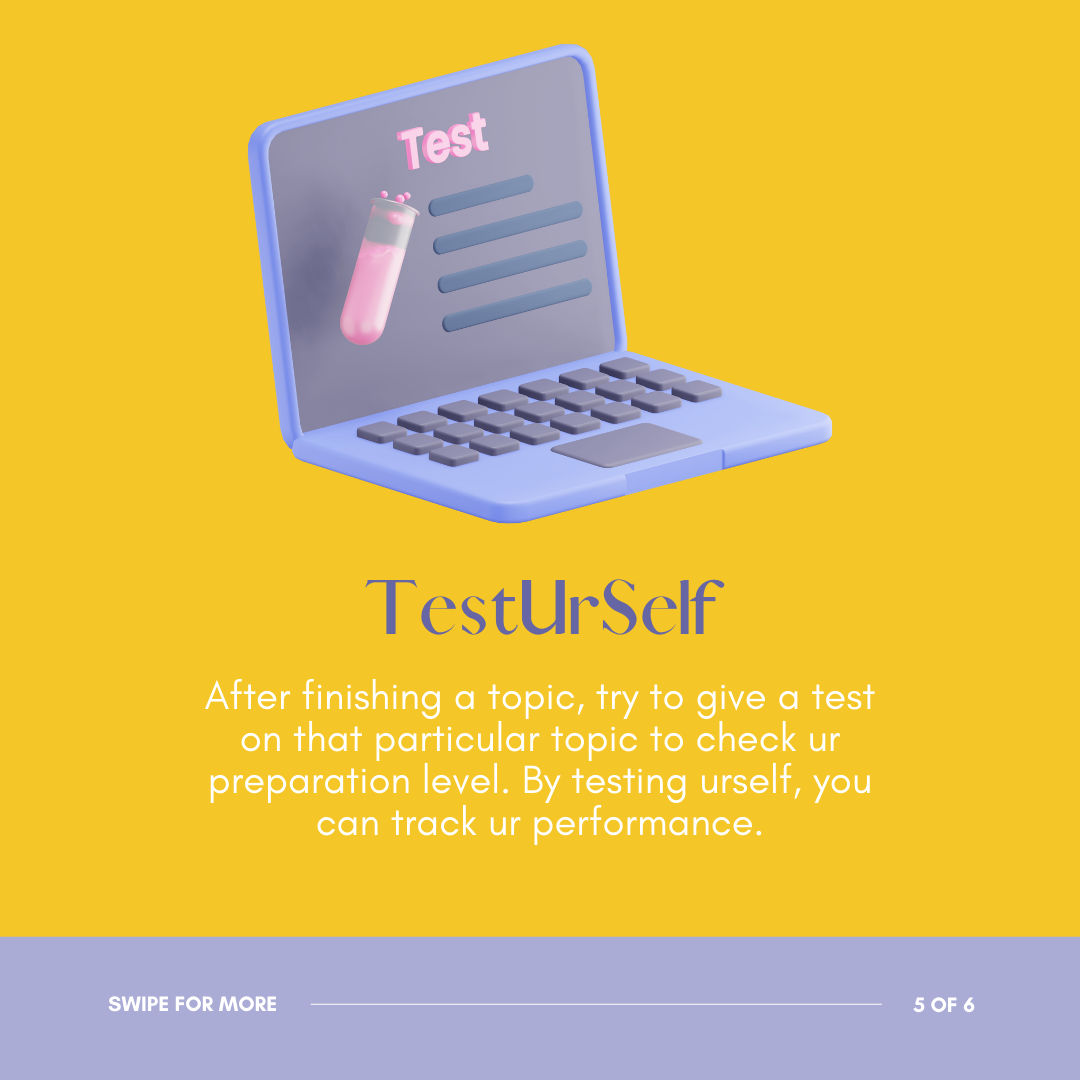 Test
TestUrSelf
After finishing a topic, try to give a test
on that particular topic to check ur
preparation level. By testing urself, you
can track ur performance.
SWIPE FOR MORE
5 OF 6